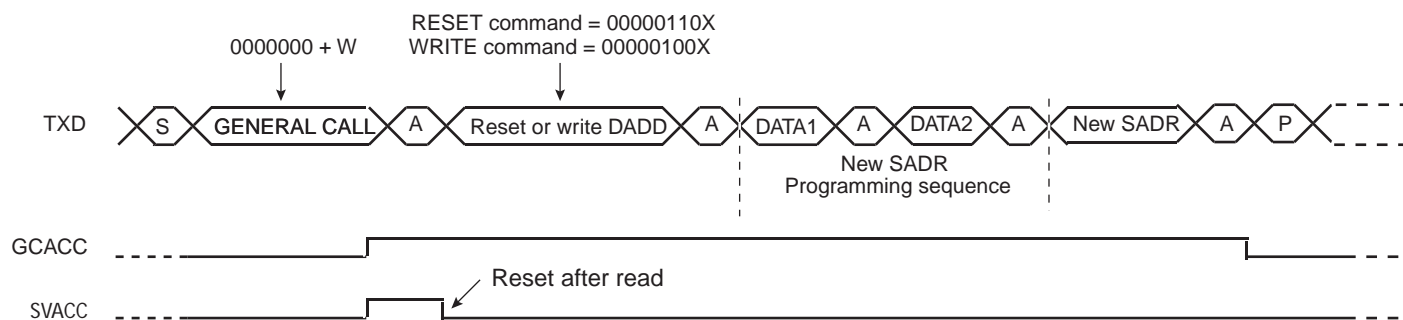 RESET command = 00000110X
0000000 + W
WRITE command = 00000100X
TXD
S
GENERAL CALL
A
Reset or write DADD
A
DATA1
A
DATA2
A
New SADR
A
P
New SADR
Programming sequence
GCACC
Reset after read
SVACC